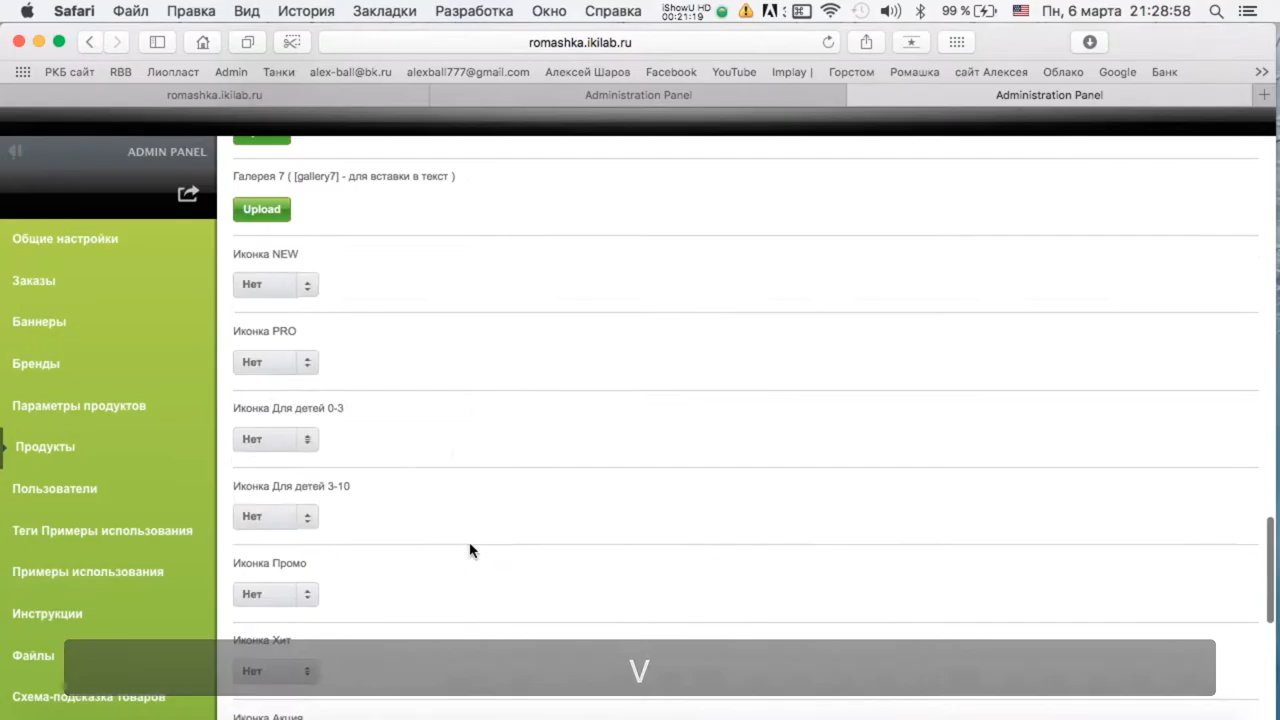 Safari Файл Правка Вид История Закладки Разработка Окно Справка iShowU HD 00:21:19 99 % Пн, 6 марта 21:28:58
romashka.ikilab.ru
РКБ сайт RBB Лиопласт Admin Танки alex-ball@bk.ru alexball777@gmail.com Алексей Шаров Facebook YouTube Implay | Горстом Ромашка сайт Алексея Облако Google Банк >>
romashka.ikilab.ru Administration Panel Administration Panel
ADMIN PANEL
Общие настройки
Заказы
Баннеры
Бренды
Параметры продуктов
Продукты
Пользователи
Теги Примеры использования
Примеры использования
Инструкции
Файлы
Схема-подсказка товаров
Галерея 7 ( [gallery7] - для вставки в текст )
Upload
Иконка NEW
Нет
Иконка PRO
Нет
Иконка Для детей 0-3
Нет
Иконка Для детей 3-10
Нет
Иконка Промо
Нет
Иконка Хит
Нет
Иконка Акция
V